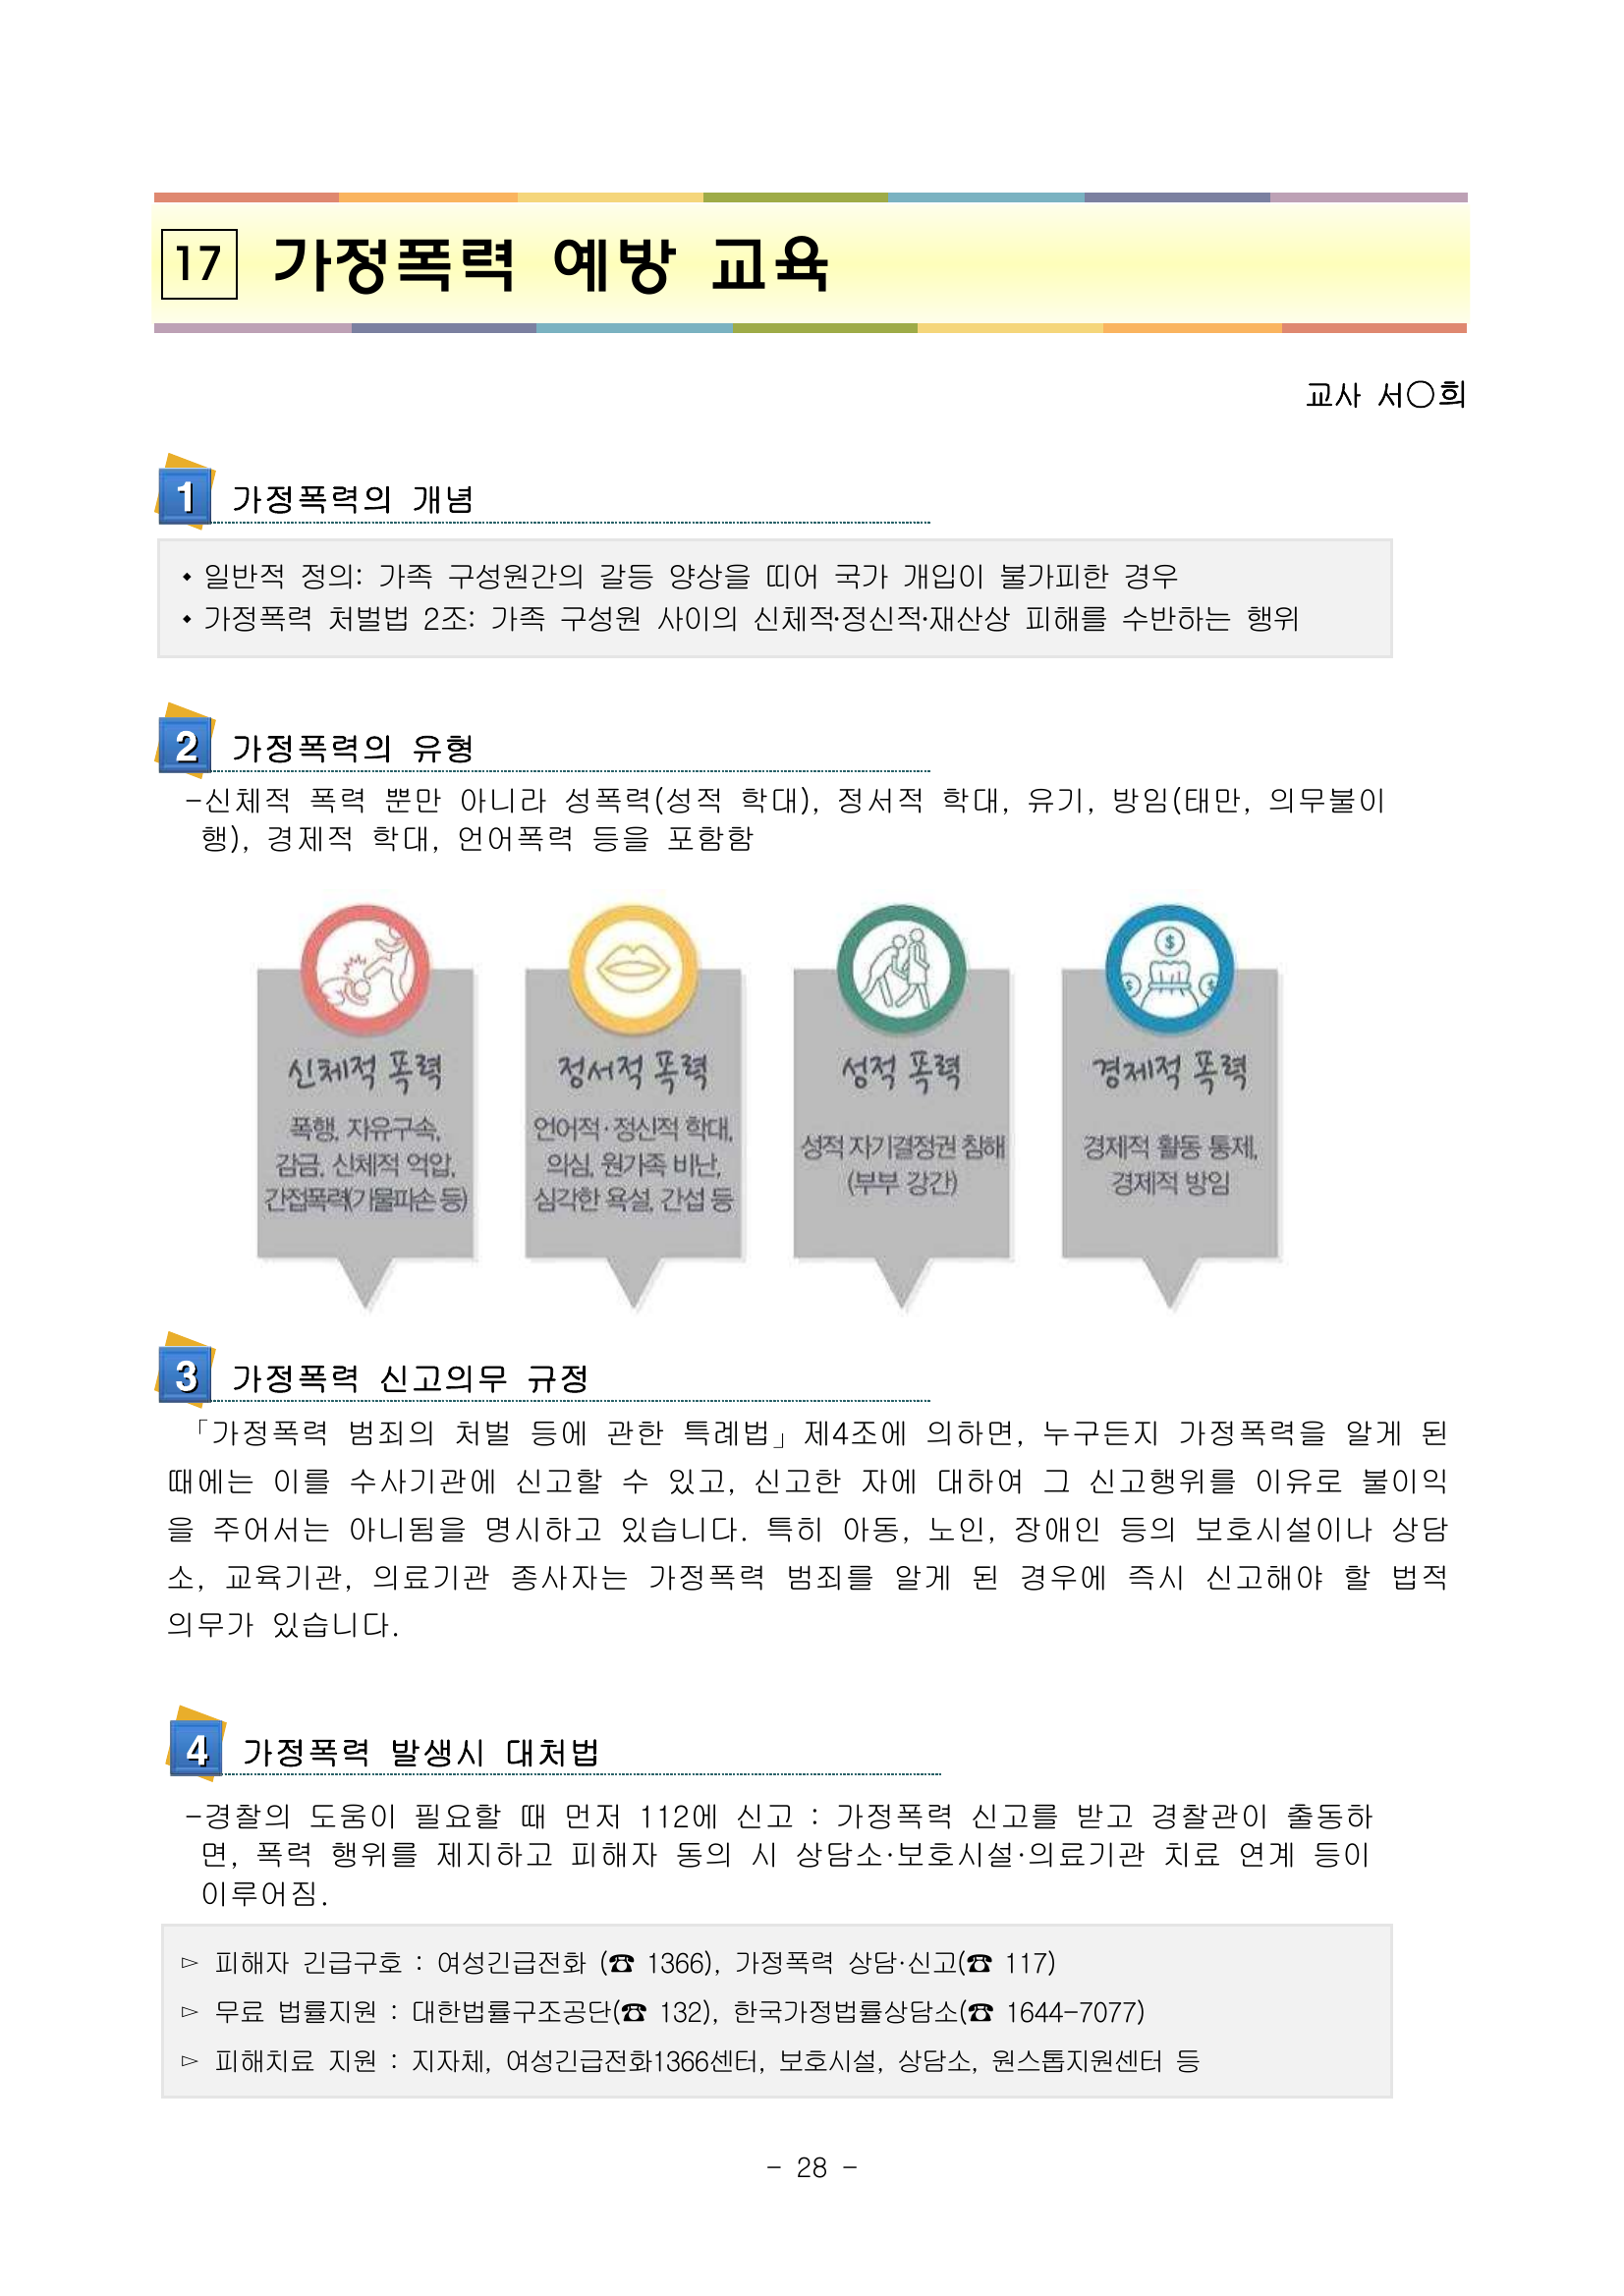 17 가정폭력 예방 교육
교사 서○희
1 가정폭력의 개념
◆ 일반적 정의: 가족 구성원간의 갈등 양상을 띠어 국가 개입이 불가피한 경우
◆ 가정폭력 처벌법 2조: 가족 구성원 사이의 신체적·정신적·재산상 피해를 수반하는 행위
2 가정폭력의 유형
-신체적 폭력 뿐만 아니라 성폭력(성적 학대), 정서적 학대, 유기, 방임(태만, 의무불이
행), 경제적 학대, 언어폭력 등을 포함함
신체적 폭력
폭행, 자유구속,
감금, 신체적 억압,
간접폭력(가물파손 등)
정서적 폭력
언어적·정신적 학대,
의심, 원가족 비난,
심각한 욕설, 간섭 등
성적 폭력
성적 자기결정권 침해
(부부 강간)
경제적 폭력
경제적 활동 통제,
경제적 방임
3 가정폭력 신고의무 규정
「가정폭력 범죄의 처벌 등에 관한 특례법」제4조에 의하면, 누구든지 가정폭력을 알게 된
때에는 이를 수사기관에 신고할 수 있고, 신고한 자에 대하여 그 신고행위를 이유로 불이익
을 주어서는 아니됨을 명시하고 있습니다. 특히 아동, 노인, 장애인 등의 보호시설이나 상담
소, 교육기관, 의료기관 종사자는 가정폭력 범죄를 알게 된 경우에 즉시 신고해야 할 법적
의무가 있습니다.
4 가정폭력 발생시 대처법
-경찰의 도움이 필요할 때 먼저 112에 신고 : 가정폭력 신고를 받고 경찰관이 출동하
면, 폭력 행위를 제지하고 피해자 동의 시 상담소·보호시설·의료기관 치료 연계 등이
이루어짐.
▻ 피해자 긴급구호 : 여성긴급전화 (☎ 1366), 가정폭력 상담·신고(☎ 117)
▻ 무료 법률지원 : 대한법률구조공단(☎ 132), 한국가정법률상담소(☎ 1644-7077)
▻ 피해치료 지원 : 지자체, 여성긴급전화1366센터, 보호시설, 상담소, 원스톱지원센터 등
- 28 -